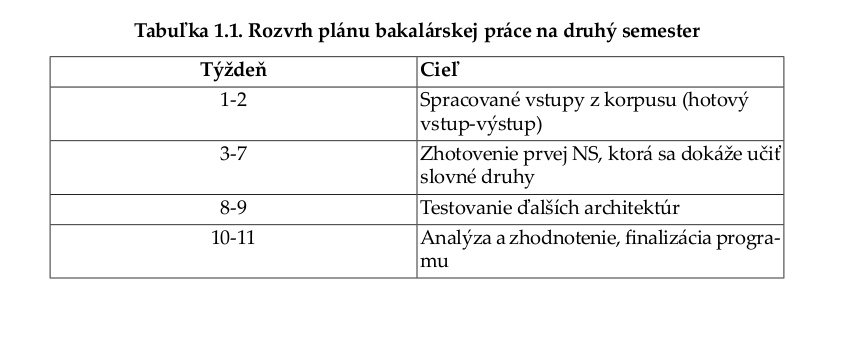 Tabuľka 1.1. Rozvrh plánu bakalárskej práce na druhý semester
Týždeň Cieľ
1-2 Spracované vstupy z korpusu (hotový
vstup-výstup)
3-7 Zhotovenie prvej NS, ktorá sa dokáže učiť
slovné druhy
8-9 Testovanie ďalších architektúr
10-11 Analýza a zhodnotenie, finalizácia progra-
mu